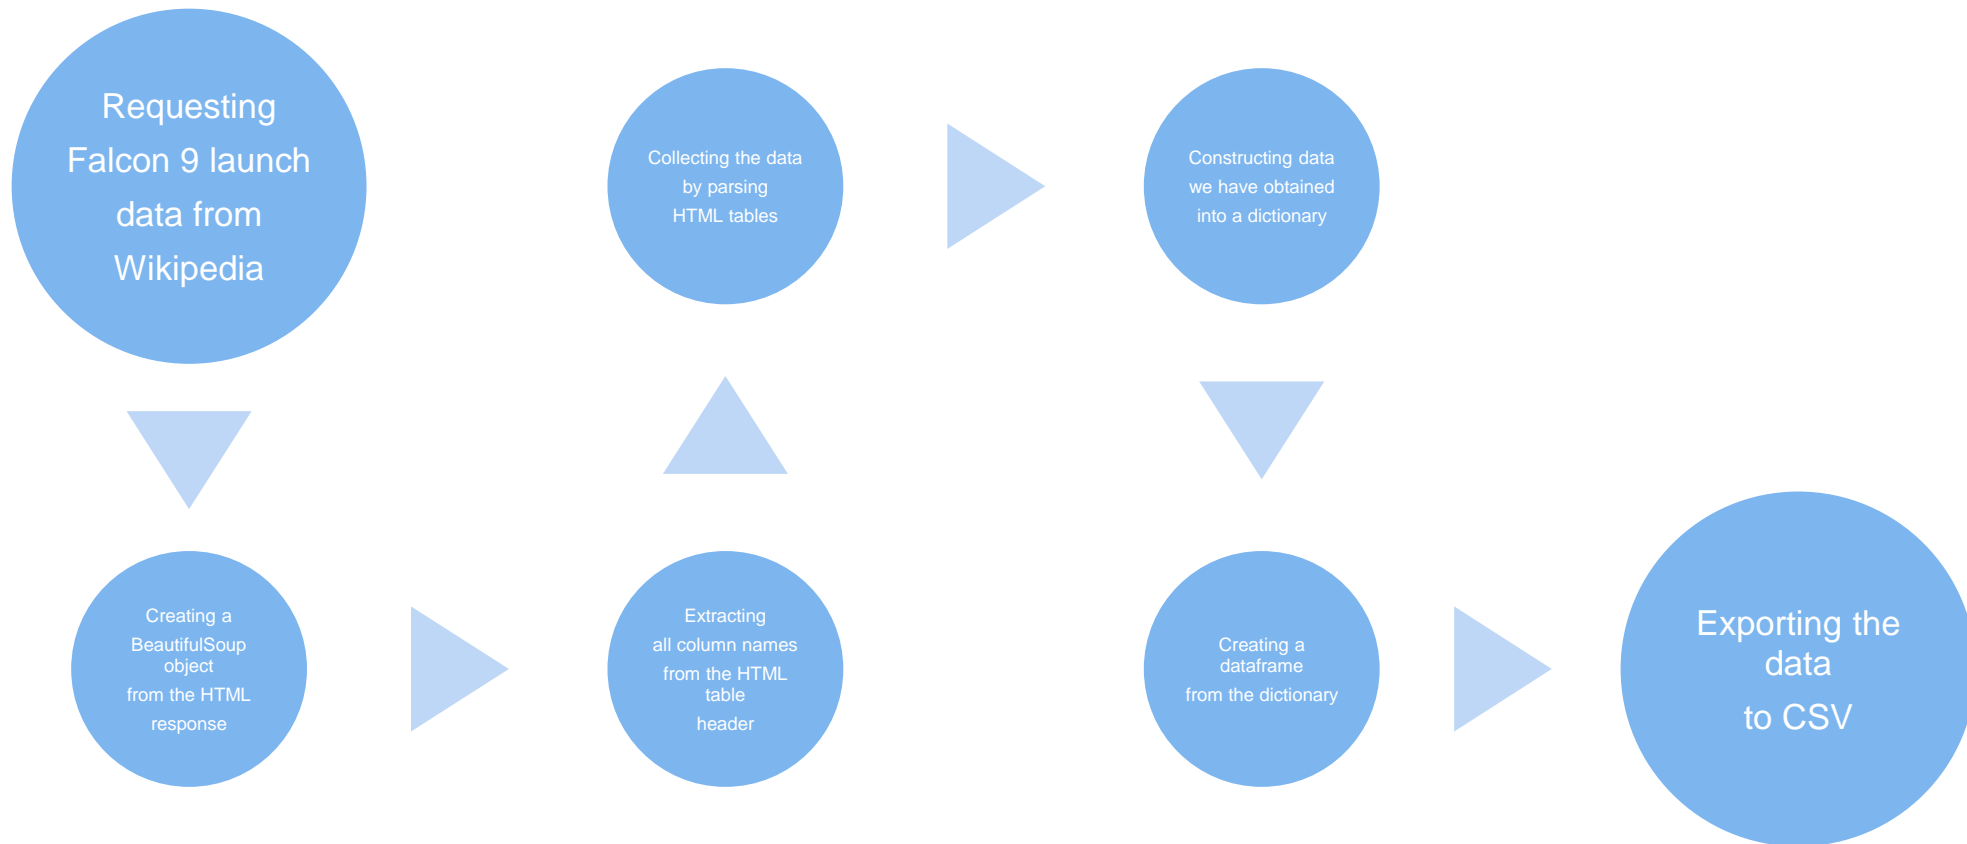 Requesting
Falcon 9 launch
data from
Wikipedia
Creating a
BeautifulSoup
object
from the HTML
response
Extracting
all column names
from the HTML
table
header
Collecting the data
by parsing
HTML tables
Constructing data
we have obtained
into a dictionary
Creating a
dataframe
from the dictionary
Exporting the
data
to CSV